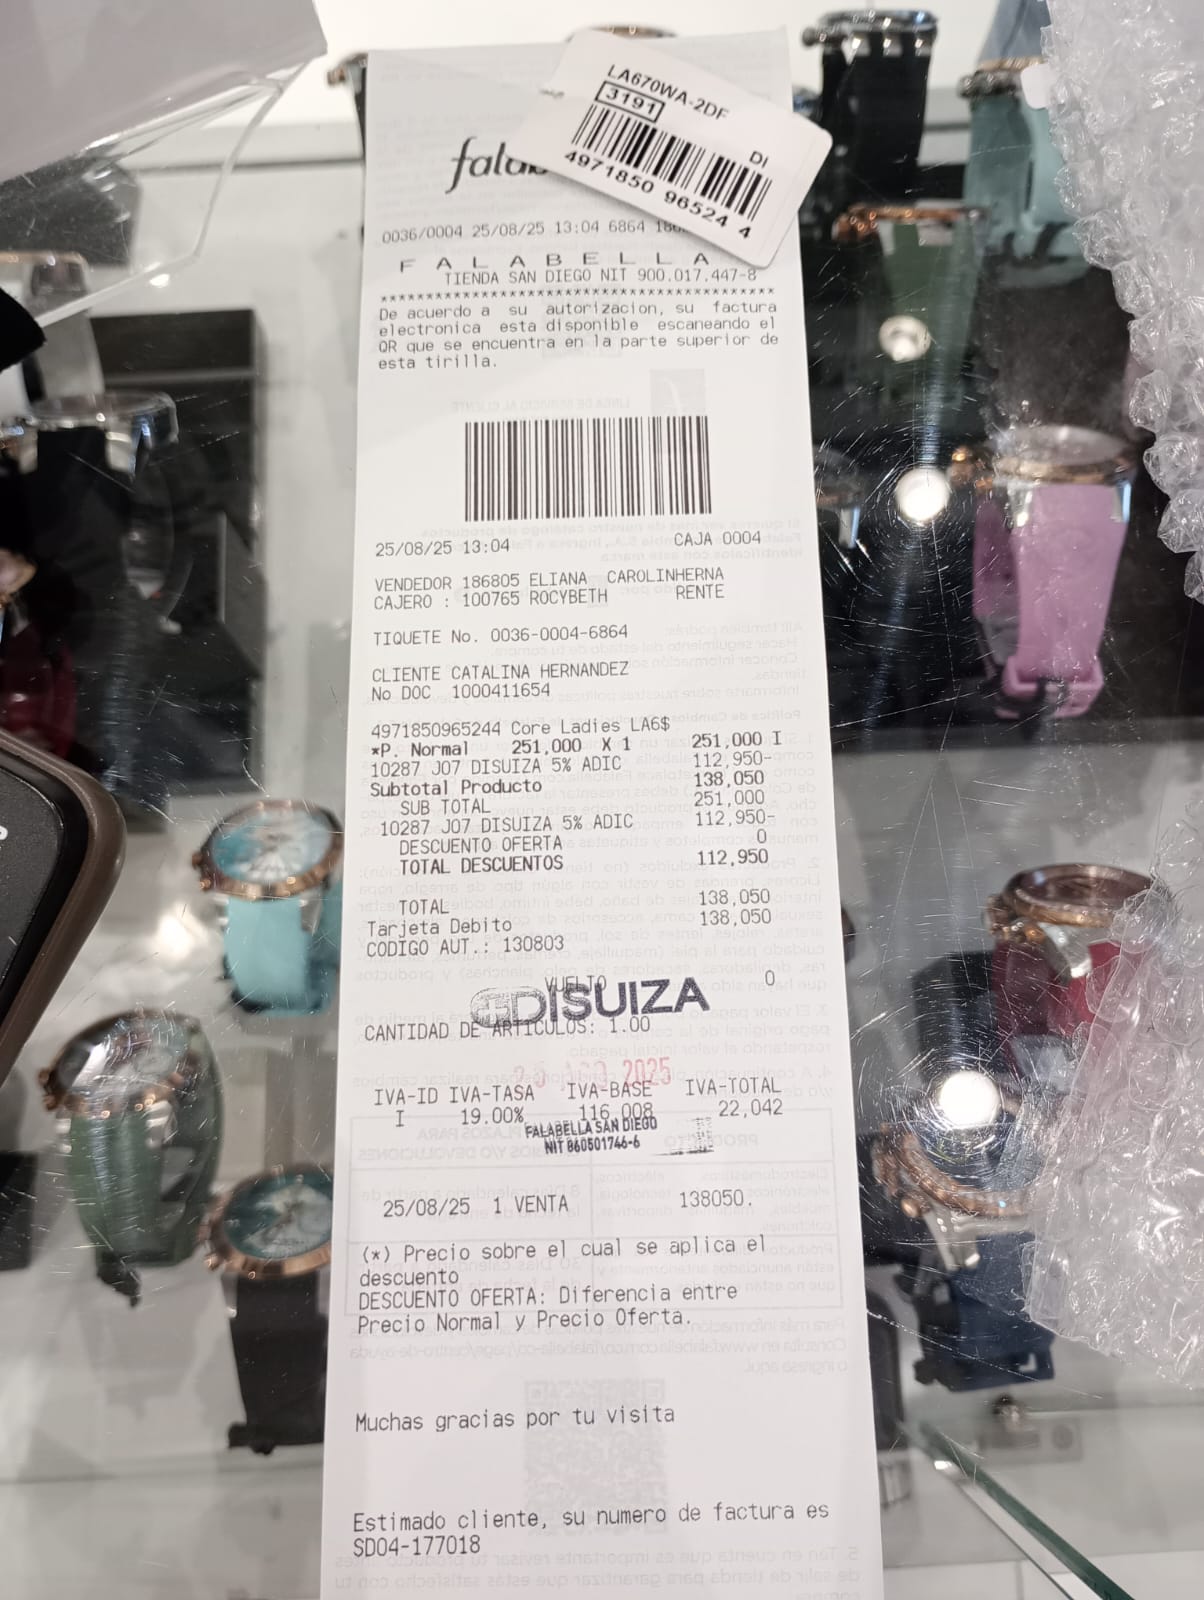 LA670WA-2DF
3191
DI
4971850 96524 4
0036/0004 25/08/25 13:04 6864
F A L A B E L L A
TIENDA SAN DIEGO NIT 900.017.447-8
******************************************
De acuerdo a su autorizacion, su factura
electronica esta disponible escaneando el
QR que se encuentra en la parte superior de
esta tirilla.
25/08/25 13:04 CAJA 0004
VENDEDOR 186805 ELIANA CAROLINHERNA
CAJERO : 100765 ROCYBETH RENTE
TIQUETE No. 0036-0004-6864
CLIENTE CATALINA HERNANDEZ
No DOC 1000411654
4971850965244 Core Ladies LA6$
*P. Normal 251,000 X 1 251,000 I
10287 J07 DISUIZA 5% ADIC 112,950-
Subtotal Producto 138,050
SUB TOTAL 251,000
10287 J07 DISUIZA 5% ADIC 112,950-
DESCUENTO OFERTA 0
TOTAL DESCUENTOS 112,950
TOTAL 138,050
Tarjeta Debito 138,050
CODIGO AUT.: 130803
VUELTO 0
DISUIZA
CANTIDAD DE ARTICULOS: 1.00
2025
IVA-ID IVA-TASA IVA-BASE IVA-TOTAL
I 19.00% 116,008 22,042
FALABELLA SAN DIEGO
NIT 860501746-6
25/08/25 1 VENTA 138050.
(*) Precio sobre el cual se aplica el
descuento
DESCUENTO OFERTA: Diferencia entre
Precio Normal y Precio Oferta.
Muchas gracias por tu visita
Estimado cliente, su numero de factura es
SD04-177018